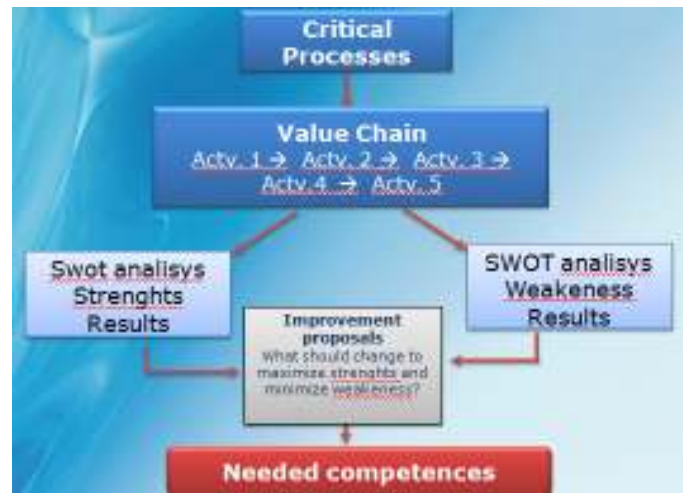 Critical
Processes
Value Chain
Actv. 1 → Actv. 2 → Actv. 3 →
Actv.4 → Actv. 5
Swot analisys
Strenghts
Results
SWOT analisys
Weakeness
Results
Improvement
proposals
What should change to
maximize strenghts and
minimize weakeness?
Needed competences